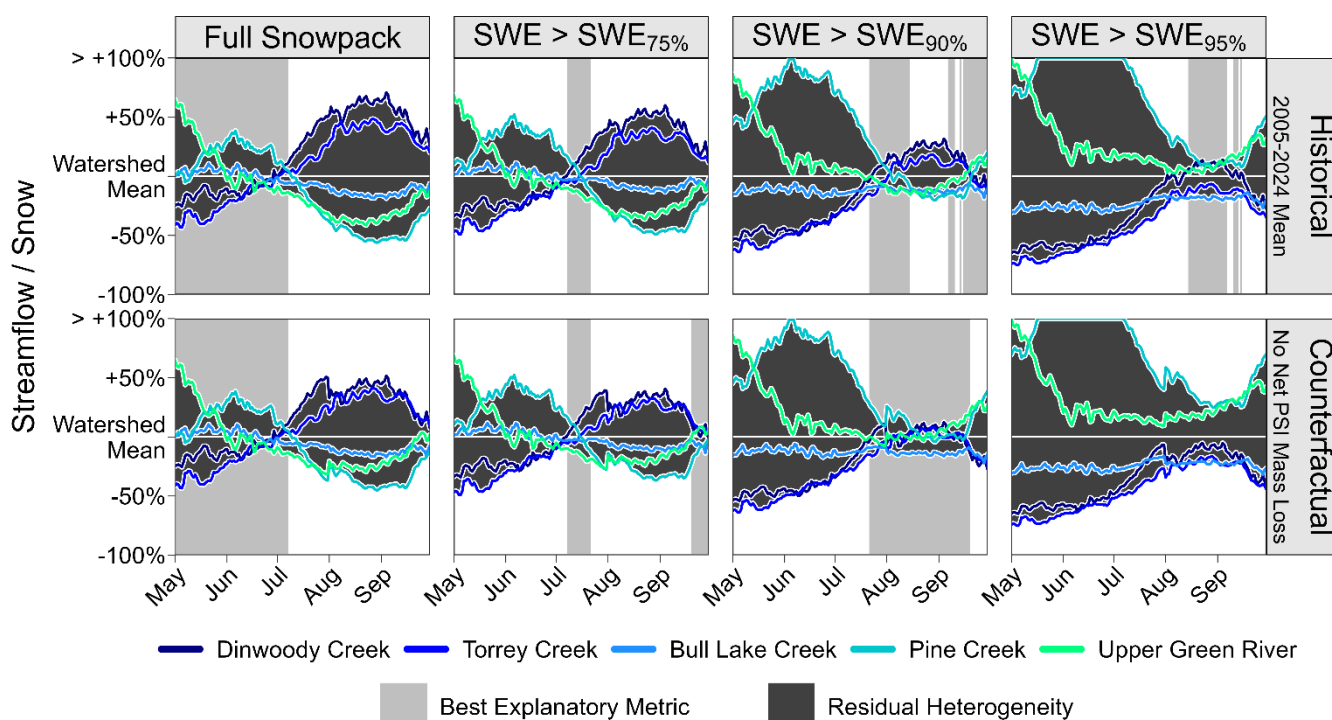 Full Snowpack
SWE > SWE75%
SWE > SWE90%
SWE > SWE95%
> +100%
+50%
Watershed
Mean
-50%
-100%
Historical
2005-2024 Mean
> +100%
+50%
Watershed
Mean
-50%
-100%
Counterfactual
No Net PSI Mass Loss
Streamflow / Snow
May Jun Jul Aug Sep
May Jun Jul Aug Sep
May Jun Jul Aug Sep
May Jun Jul Aug Sep
Dinwoody Creek Torrey Creek Bull Lake Creek Pine Creek Upper Green River
Best Explanatory Metric Residual Heterogeneity